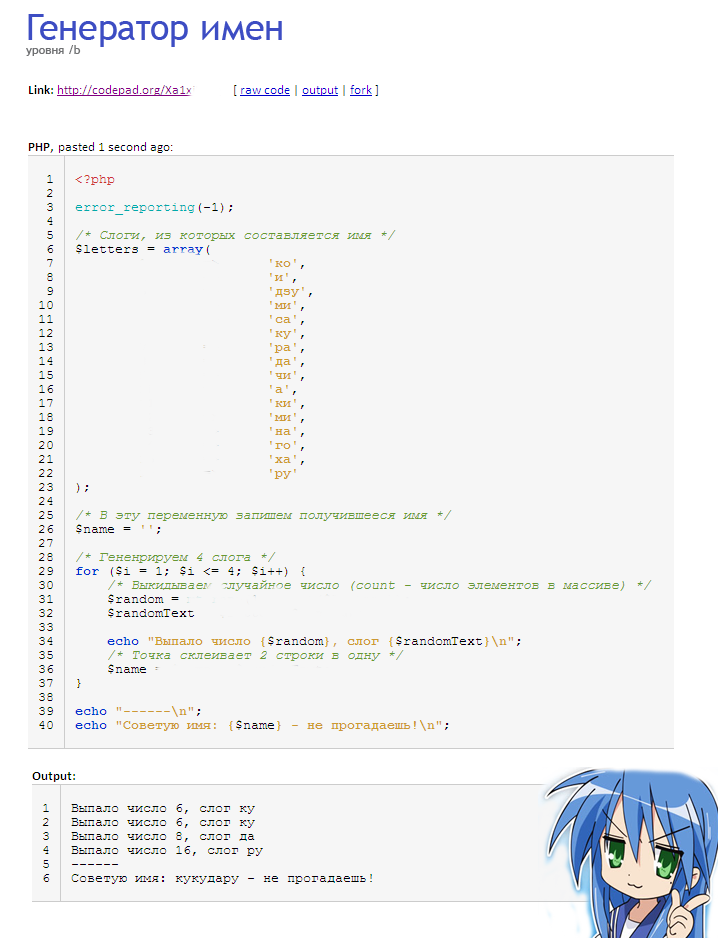 Генератор имен
уровня /b
Link: http://codepad.org/Xa1x [ raw code | output | fork ]
PHP, pasted 1 second ago:
1 <?php
2
3 error_reporting(-1);
4
5 /* Слоги, из которых составляется имя */
6 $letters = array(
7 'ко',
8 'и',
9 'дзу',
10 'ми',
11 'са',
12 'ку',
13 'ра',
14 'да',
15 'чи',
16 'а',
17 'ки',
18 'ми',
19 'на',
20 'го',
21 'ха',
22 'ру'
23 );
24
25 /* В эту переменную запишем получившееся имя */
26 $name = '';
27
28 /* Гененрируем 4 слога */
29 for ($i = 1; $i <= 4; $i++) {
30 /* Выкидываем случайное число (count - число элементов в массиве) */
31 $random =
32 $randomText
33
34 echo "Выпало число {$random}, слог {$randomText}\n";
35 /* Точка склеивает 2 строки в одну */
36 $name
37 }
38
39 echo "------\n";
40 echo "Советую имя: {$name} - не прогадаешь!\n";
Output:
1 Выпало число 6, слог ку
2 Выпало число 6, слог ку
3 Выпало число 8, слог да
4 Выпало число 16, слог ру
5 ------
6 Советую имя: кукудару - не прогадаешь!